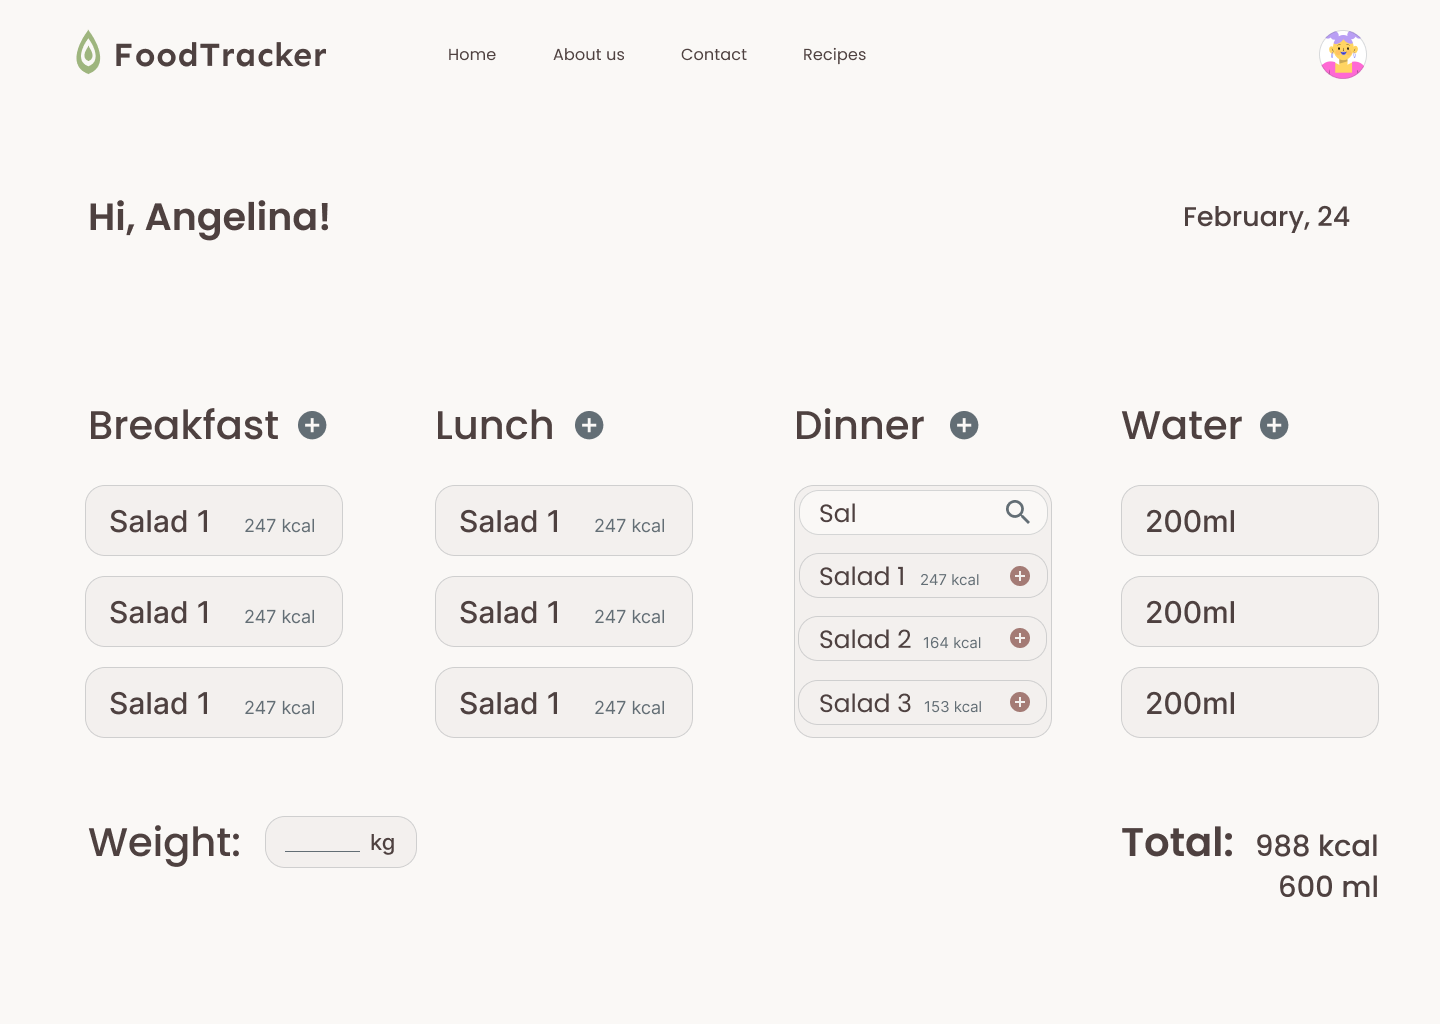 FoodTracker
Home About us Contact Recipes
Hi, Angelina!
February, 24
Breakfast
Salad 1 247 kcal
Salad 1 247 kcal
Salad 1 247 kcal
Lunch
Salad 1 247 kcal
Salad 1 247 kcal
Salad 1 247 kcal
Dinner
Sal
Salad 1 247 kcal
Salad 2 164 kcal
Salad 3 153 kcal
Water
200ml
200ml
200ml
Weight: ______ kg
Total: 988 kcal
600 ml